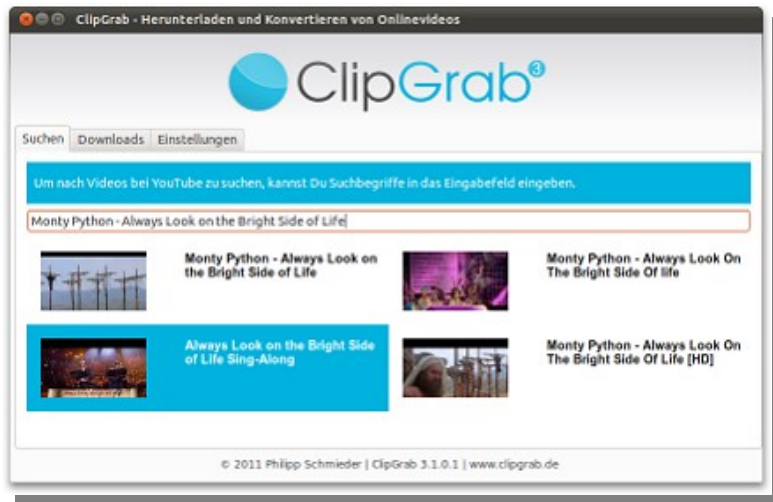 ClipGrab - Herunterladen und Konvertieren von Onlinevideos
ClipGrab3
Suchen Downloads Einstellungen
Um nach Videos bei YouTube zu suchen, kannst Du Suchbegriffe in das Eingabefeld eingeben.
Monty Python - Always Look on the Bright Side of Life
Monty Python - Always Look on
the Bright Side of Life
Monty Python - Always Look On
The Bright Side Of life
Always Look on the Bright Side
of Life Sing-Along
Monty Python - Always Look On
The Bright Side Of Life [HD]
© 2011 Philipp Schmieder | ClipGrab 3.1.0.1 | www.clipgrab.de